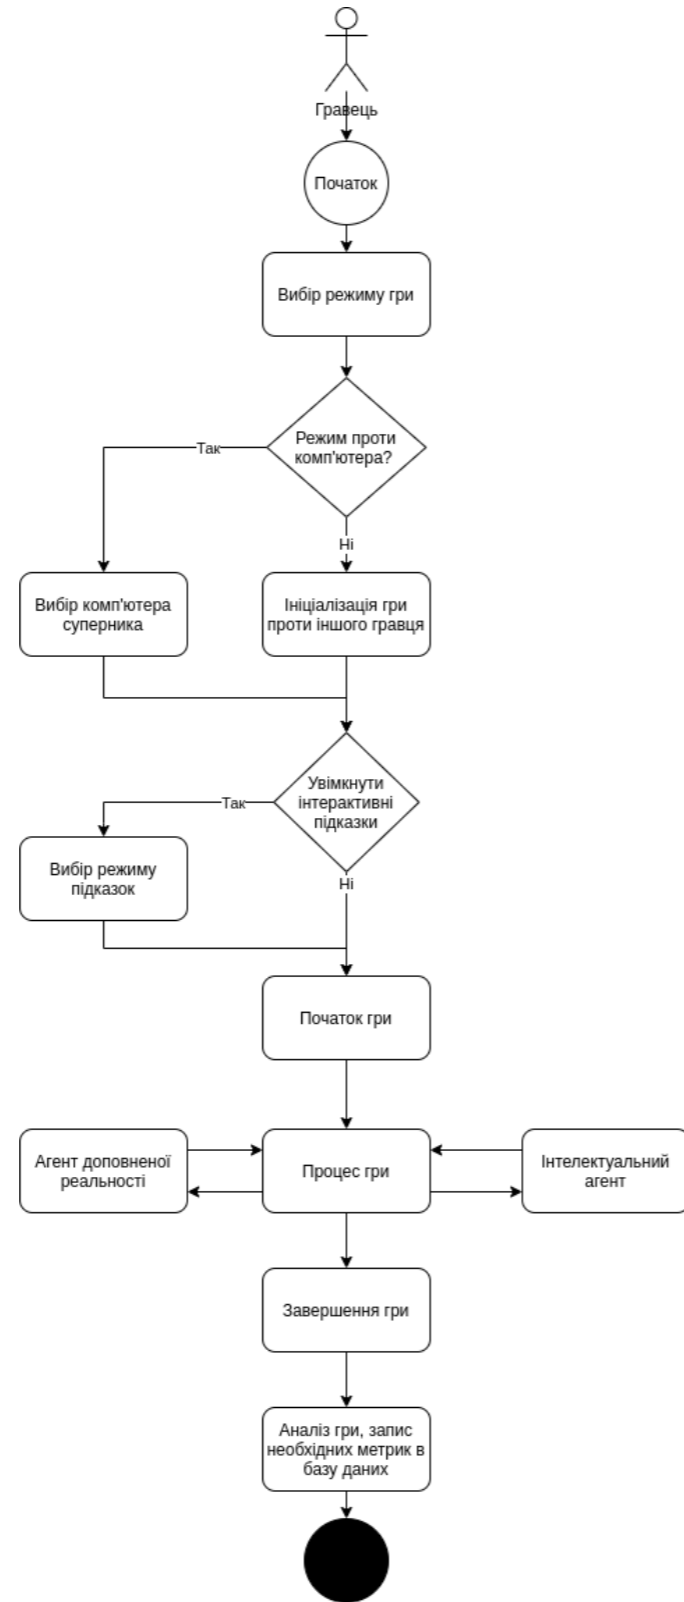 Гравець
Початок
Вибір режиму гри
Режим проти
комп'ютера?
Так
Ні
Вибір комп'ютера
суперника
Ініціалізація гри
проти іншого гравця
Увімкнути
інтерактивні
підказки
Так
Вибір режиму
підказок
Ні
Початок гри
Агент доповненої
реальності
Процес гри
Інтелектуальний
агент
Завершення гри
Аналіз гри, запис
необхідних метрик в
базу даних